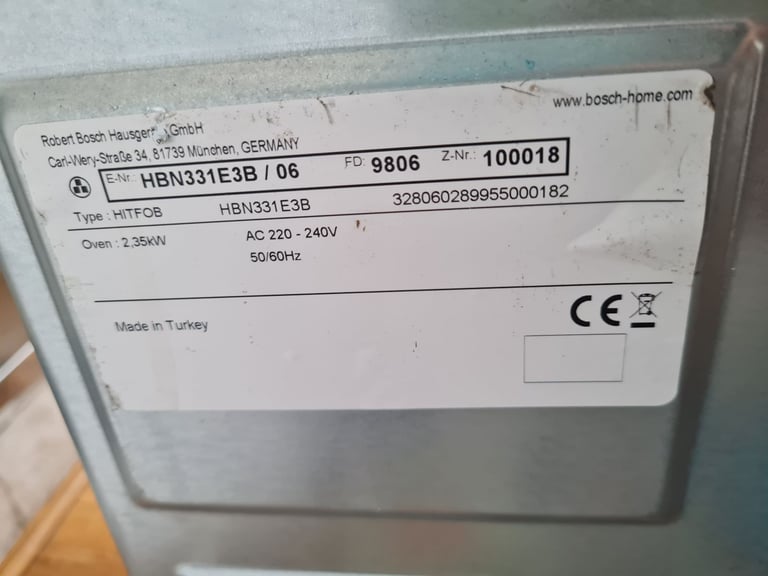 www.bosch-home.com
Robert Bosch GmbH
Carl-Wery-Straße 34, 81739 München, GERMANY
E-Nr.: HBN331E3B / 06 FD: 9806 Z-Nr.: 100018
Type : HITFOB HBN331E3B 328060289955000182
Oven : 2,35kW AC 220 - 240V
50/60Hz
Made in Turkey
CE